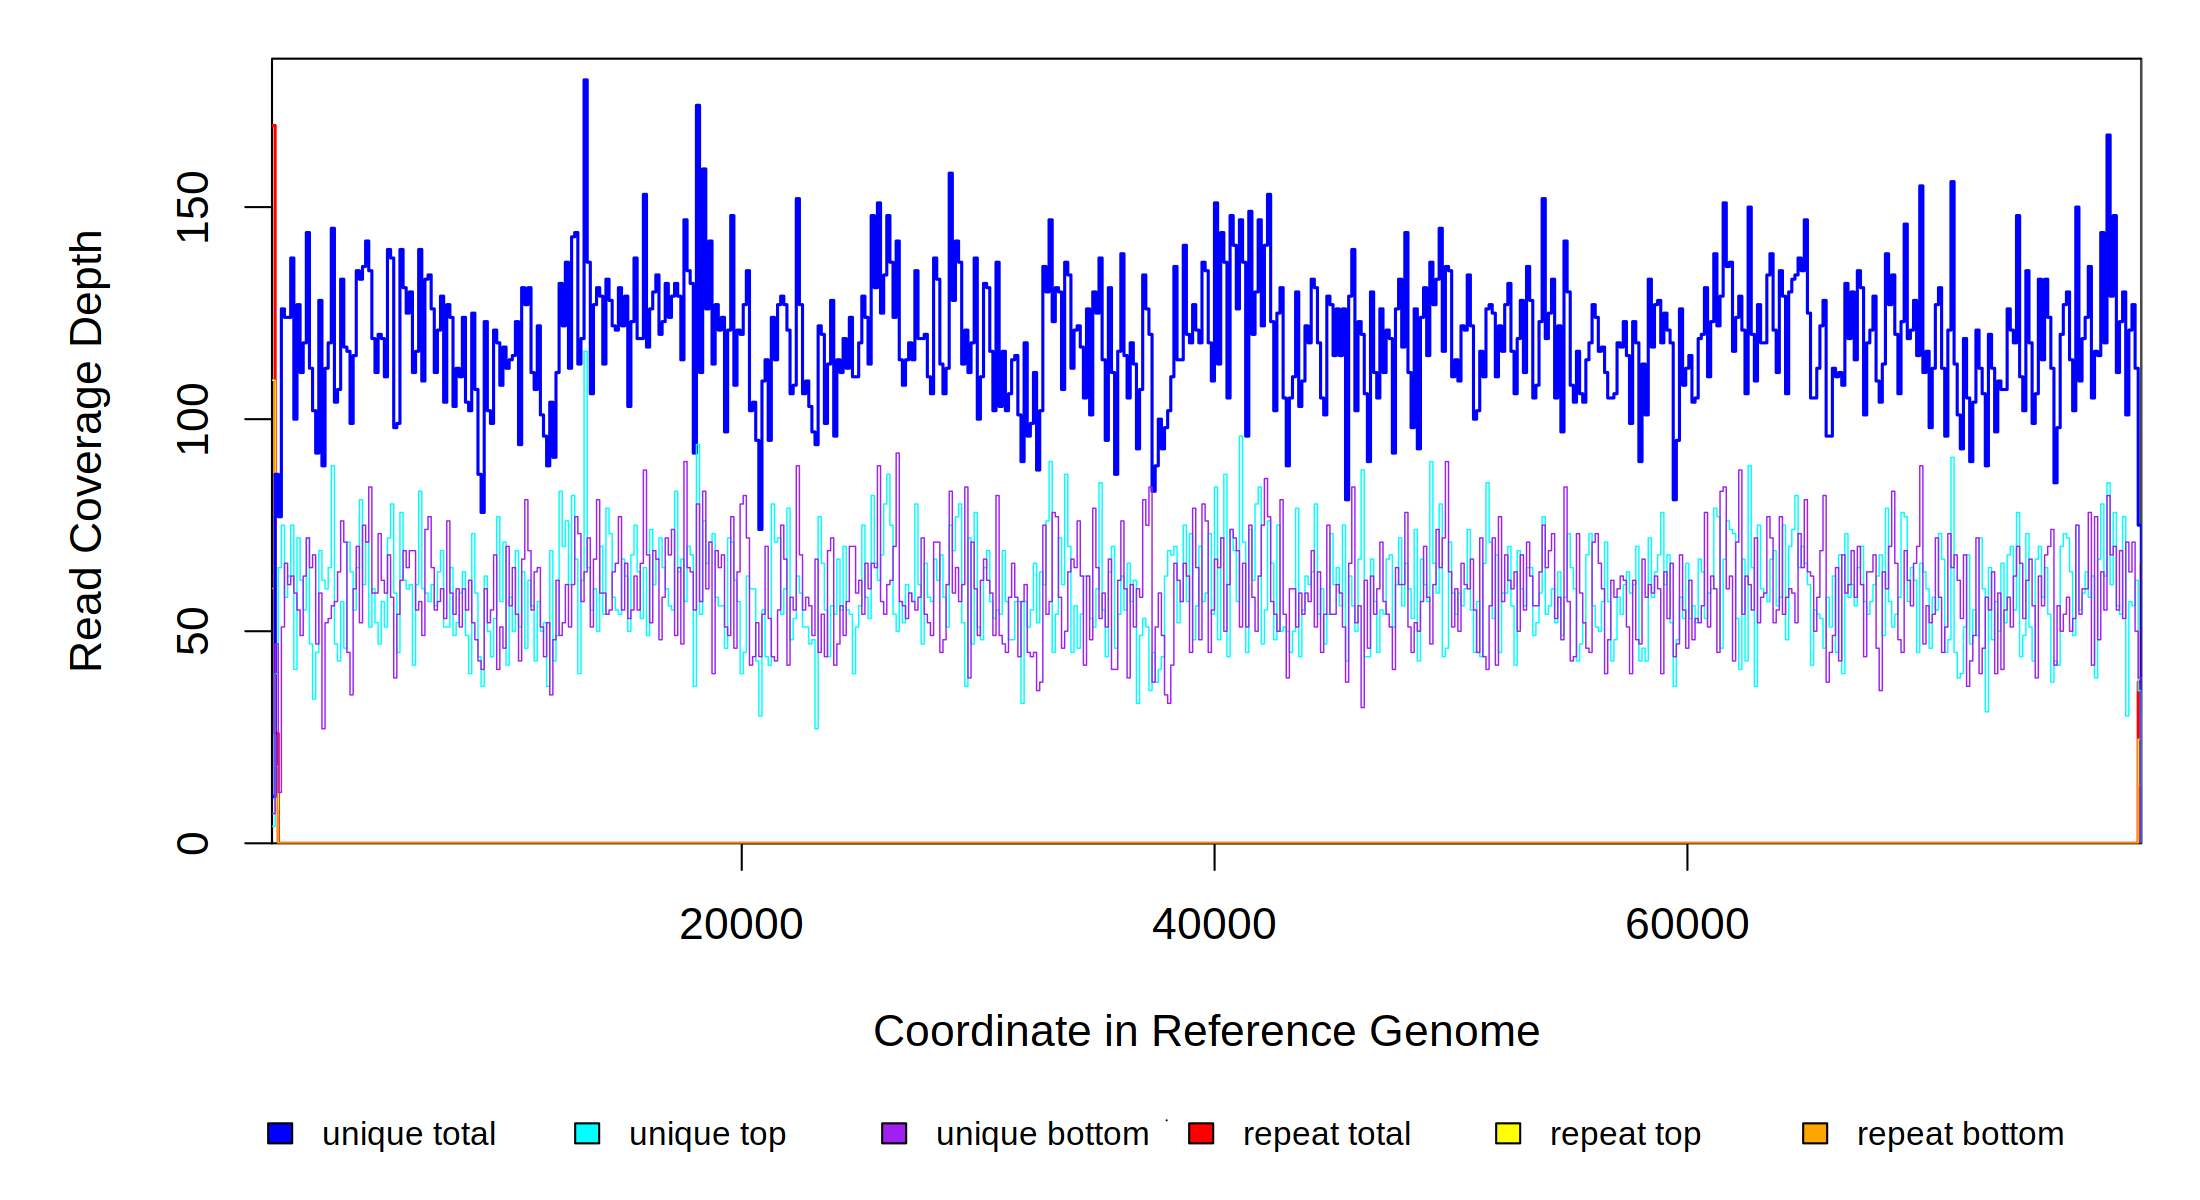 Read Coverage Depth
150
100
50
0
20000 40000 60000
Coordinate in Reference Genome
unique total unique top unique bottom repeat total repeat top repeat bottom